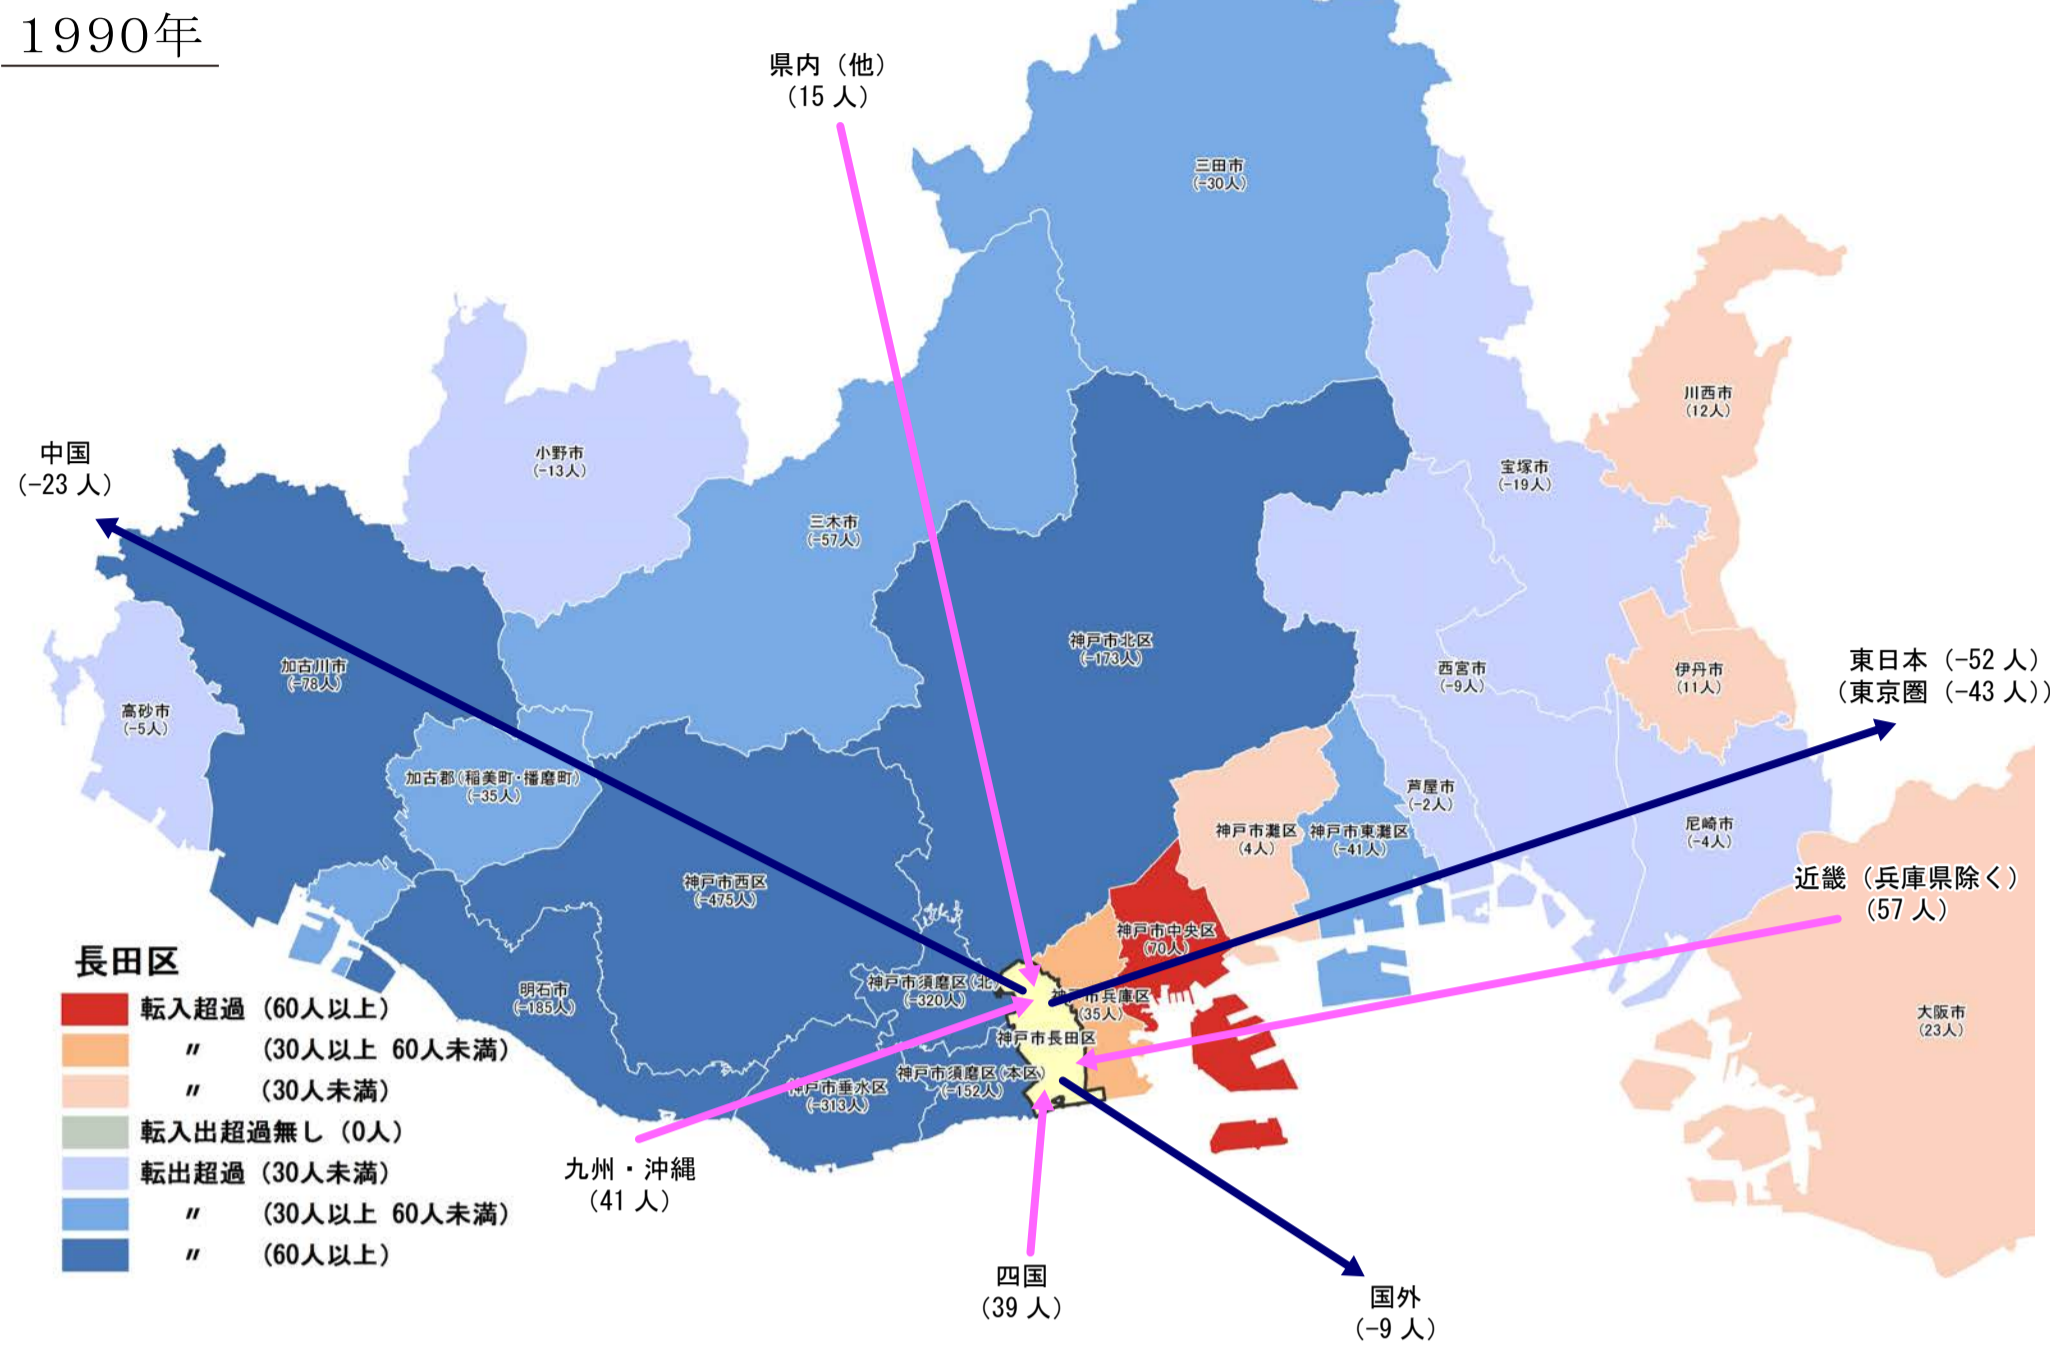 1990年
県内（他）
（15 人）
三田市
(-30人)
川西市
(12人)
中国
（-23 人）
小野市
(-13人)
宝塚市
(-19人)
三木市
(-57人)
神戸市北区
(-173人)
東日本（-52 人）
（東京圏（-43 人））
加古川市
(-78人)
西宮市
(-9人)
伊丹市
(11人)
高砂市
(-5人)
加古郡(稲美町・播磨町)
(-35人)
芦屋市
(-2人)
神戸市灘区
(4人)
神戸市東灘区
(-41人)
尼崎市
(-4人)
近畿（兵庫県除く）
（57 人）
神戸市西区
(-475人)
神戸市中央区
(70人)
長田区
明石市
(-185人)
神戸市須磨区(北)
(-320人)
神戸市兵庫区
(35人)
大阪市
(23人)
神戸市長田区
神戸市垂水区
(-313人)
神戸市須磨区(本区)
(-152人)
転入超過（60人以上）
〃（30人以上 60人未満）
〃（30人未満）
転入出超過無し（0人）
転出超過（30人未満）
〃（30人以上 60人未満）
〃（60人以上）
九州・沖縄
（41 人）
四国
（39 人）
国外
（-9 人）